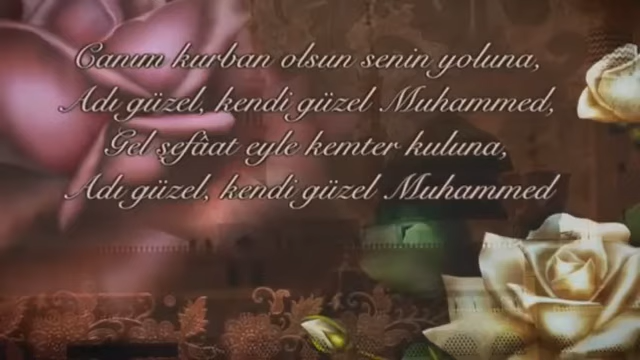 Canım kurban olsun senin yoluna,
Adı güzel, kendi güzel Muhammed,
Gel şefâat eyle kemter kuluna,
Adı güzel, kendi güzel Muhammed